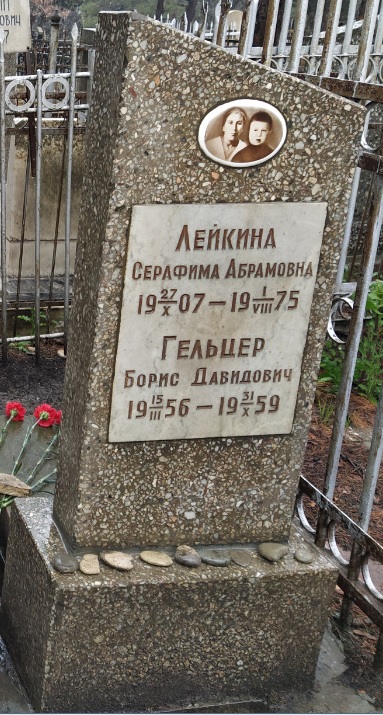 ЛЕЙКИНА
СЕРАФИМА АБРАМОВНА
19 27/X 07 – 19 I/VIII 75
ГЕЛЬЦЕР
БОРИС ДАВИДОВИЧ
19 15/III 56 – 19 31/X 59